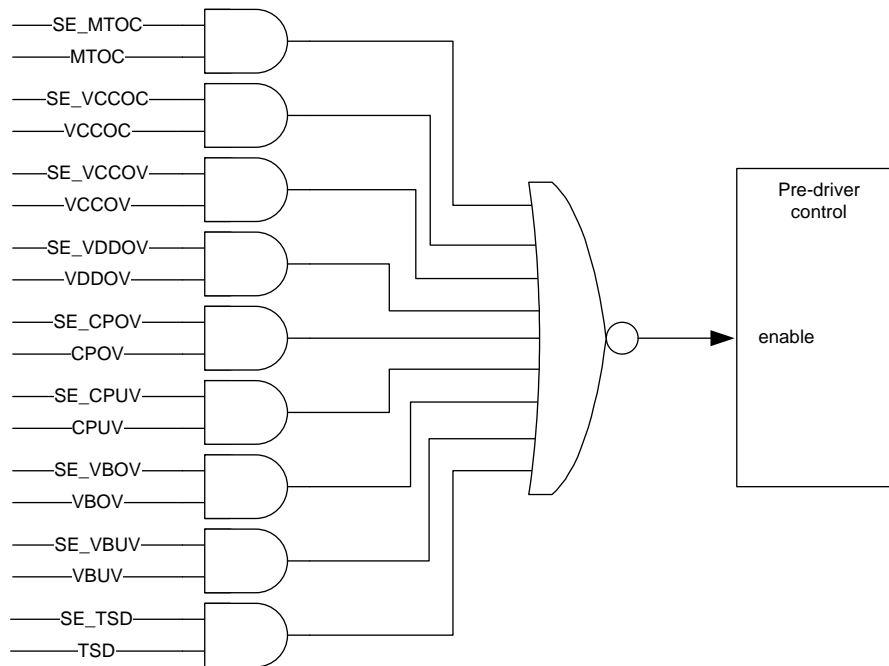 SE_MTOC
MTOC
SE_VCCOC
VCCOC
SE_VCCOV
VCCOV
SE_VDDOV
VDDOV
SE_CPOV
CPOV
SE_CPUV
CPUV
SE_VBOV
VBOV
SE_VBUV
VBUV
SE_TSD
TSD
Pre-driver
control
enable